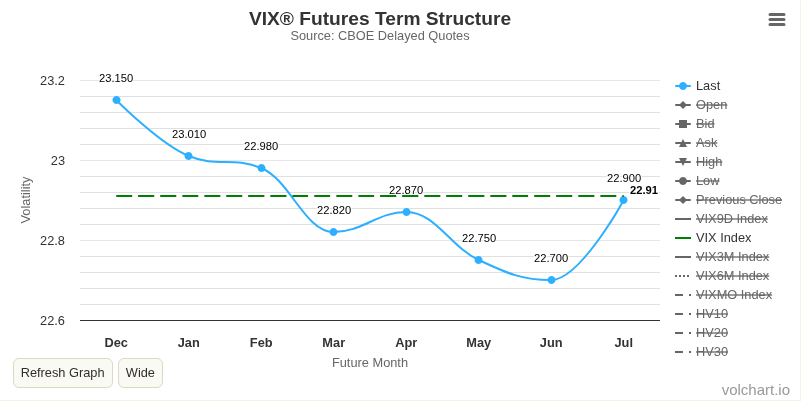 VIX® Futures Term Structure
Source: CBOE Delayed Quotes
23.2
23
22.8
22.6
Volatility
23.150
23.010
22.980
22.820
22.870
22.750
22.700
22.900
22.91
Dec Jan Feb Mar Apr May Jun Jul
Future Month
Last
Open
Bid
Ask
High
Low
Previous Close
VIX9D Index
VIX Index
VIX3M Index
VIX6M Index
VIXMO Index
HV10
HV20
HV30
Refresh Graph Wide
volchart.io